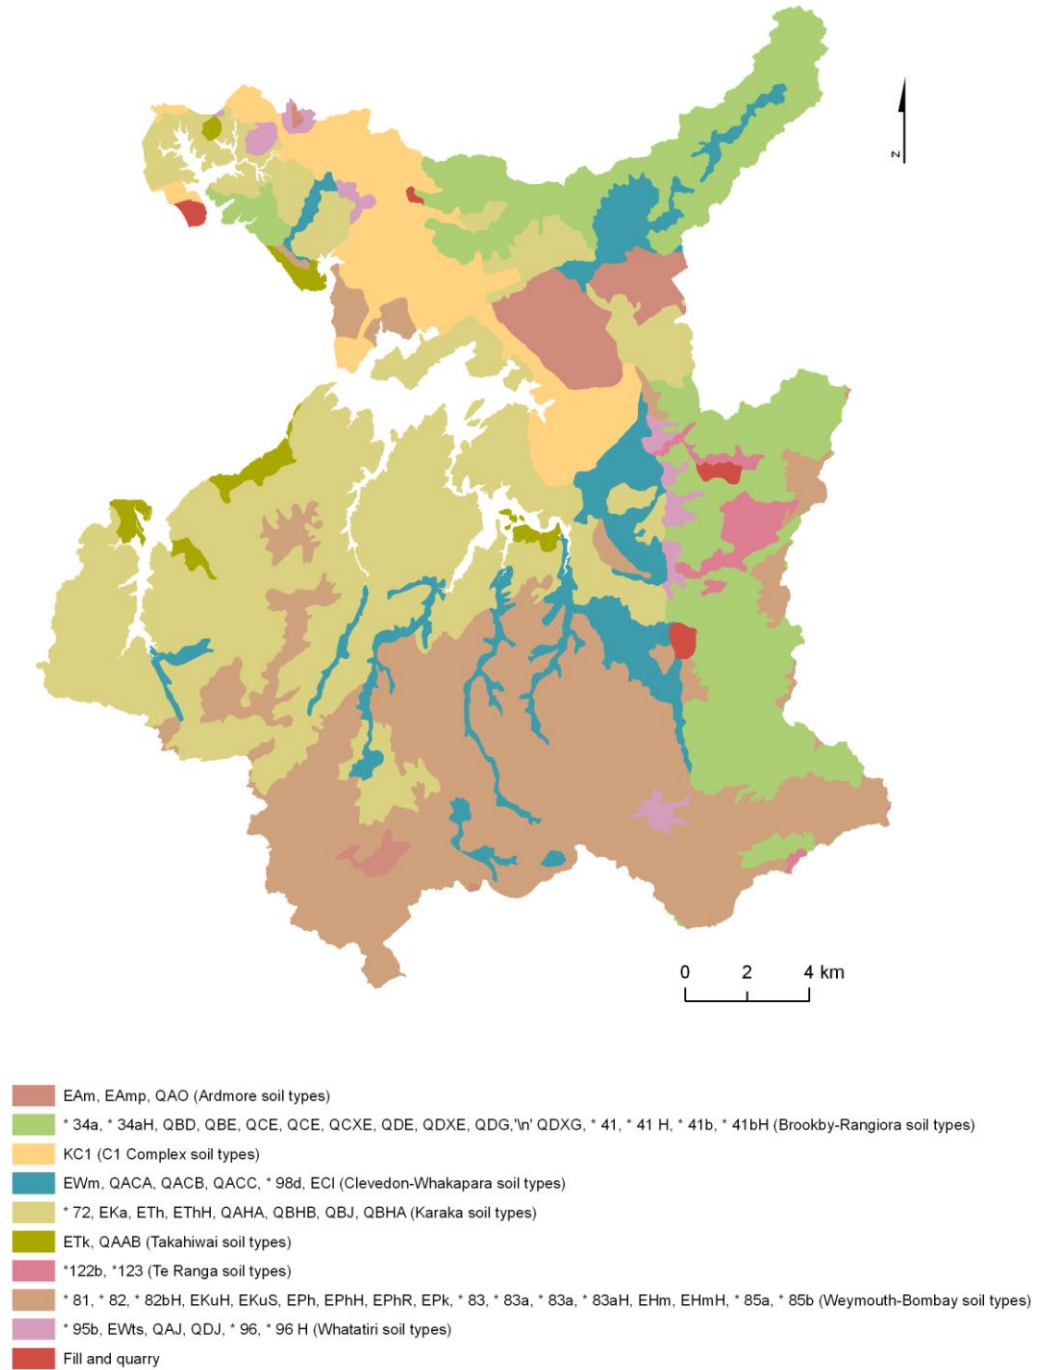 z
0 2 4 km
EAm, EAmp, QAO (Ardmore soil types)
* 34a, * 34aH, QBD, QBE, QCE, QCE, QCXE, QDE, QDXE, QDG,'\n' QDXG, * 41, * 41 H, * 41b, * 41bH (Brookby-Rangiora soil types)
KC1 (C1 Complex soil types)
EWm, QACA, QACB, QACC, * 98d, ECl (Clevedon-Whakapara soil types)
* 72, EKa, ETh, EThH, QAHA, QBHB, QBJ, QBHA (Karaka soil types)
ETk, QAAB (Takahiwai soil types)
*122b, *123 (Te Ranga soil types)
* 81, * 82, * 82bH, EKuH, EKuS, EPh, EPhH, EPhR, EPk, * 83, * 83a, * 83a, * 83aH, EHm, EHmH, * 85a, * 85b (Weymouth-Bombay soil types)
* 95b, EWts, QAJ, QDJ, * 96, * 96 H (Whatatiri soil types)
Fill and quarry